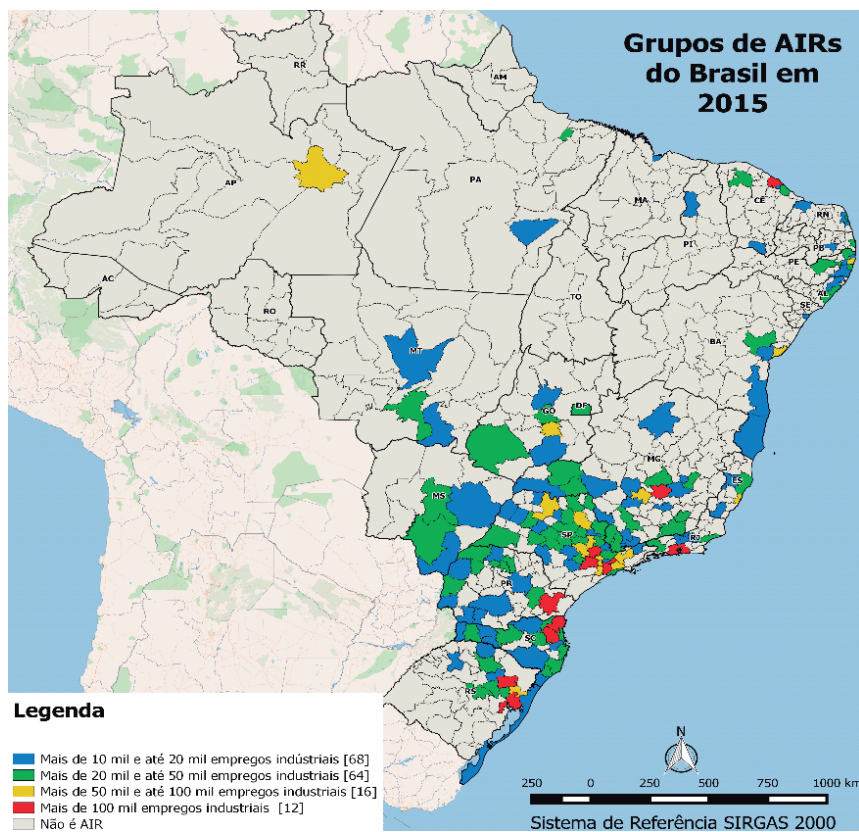 Grupos de AIRs
do Brasil em
2015
RR
AM
AP
PA
MA
CE
RN
PB
PI
PE
AL
SE
AC
RO
TO
BA
MT
GO
DF
MG
ES
MS
SP
RJ
PR
SC
RS
Legenda
Mais de 10 mil e até 20 mil empregos indústriais [68]
Mais de 20 mil e até 50 mil empregos industriais [64]
Mais de 50 mil e até 100 mil empregos industriais [16]
Mais de 100 mil empregos industriais [12]
Não é AIR
N
250 0 250 500 750 1000 km
Sistema de Referência SIRGAS 2000